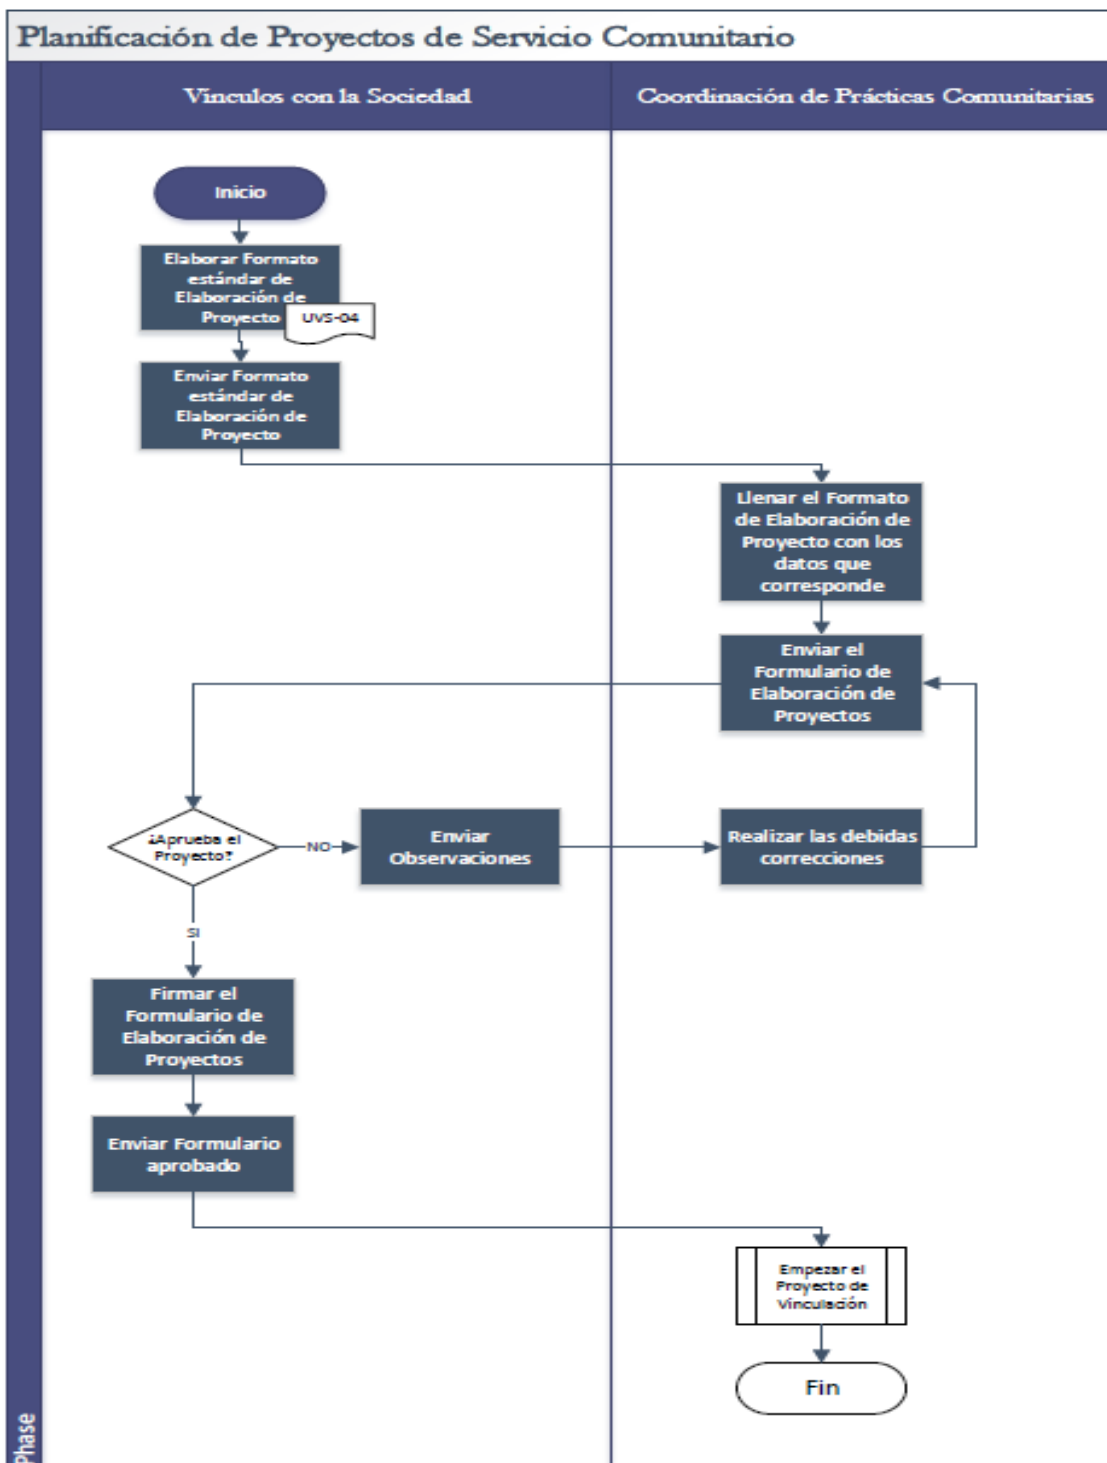 Planificación de Proyectos de Servicio Comunitario
Vínculos con la Sociedad
Coordinación de Prácticas Comunitarias
Inicio
Elaborar Formato
estándar de
Elaboración de
Proyecto
UVS-04
Enviar Formato
estándar de
Elaboración de
Proyecto
Llenar el Formato
de Elaboración de
Proyecto con los
datos que
corresponde
Enviar el
Formulario de
Elaboración de
Proyectos
¿Aprueba el
Proyecto?
NO
Enviar
Observaciones
Realizar las debidas
correcciones
SI
Firmar el
Formulario de
Elaboración de
Proyectos
Enviar Formulario
aprobado
Empezar el
Proyecto de
Vinculación
Fin
Phase